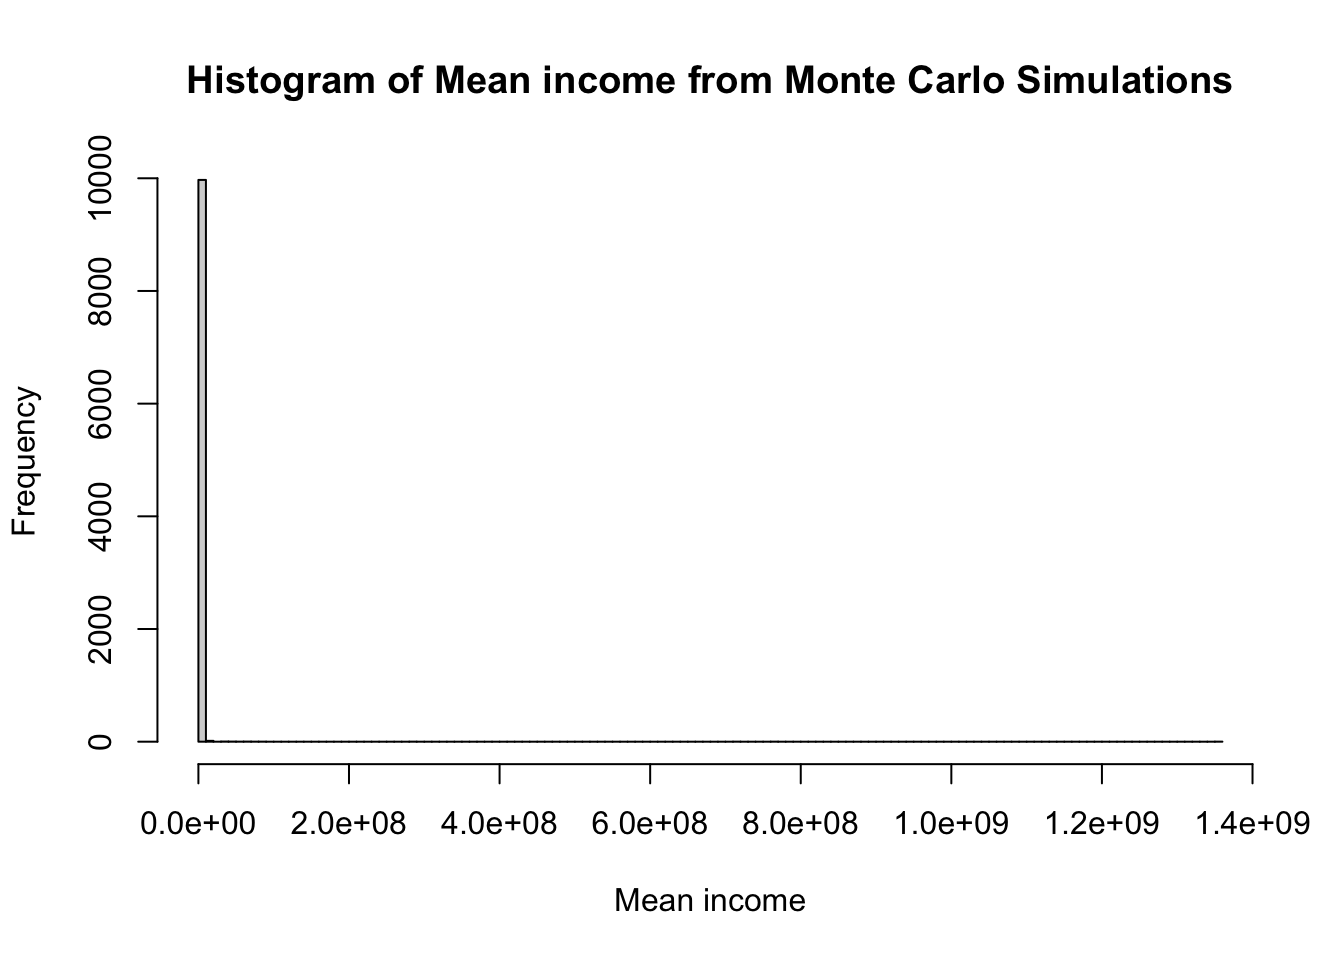 Histogram of Mean income from Monte Carlo Simulations
10000
8000
6000
4000
2000
0
Frequency
0.0e+00 2.0e+08 4.0e+08 6.0e+08 8.0e+08 1.0e+09 1.2e+09 1.4e+09
Mean income